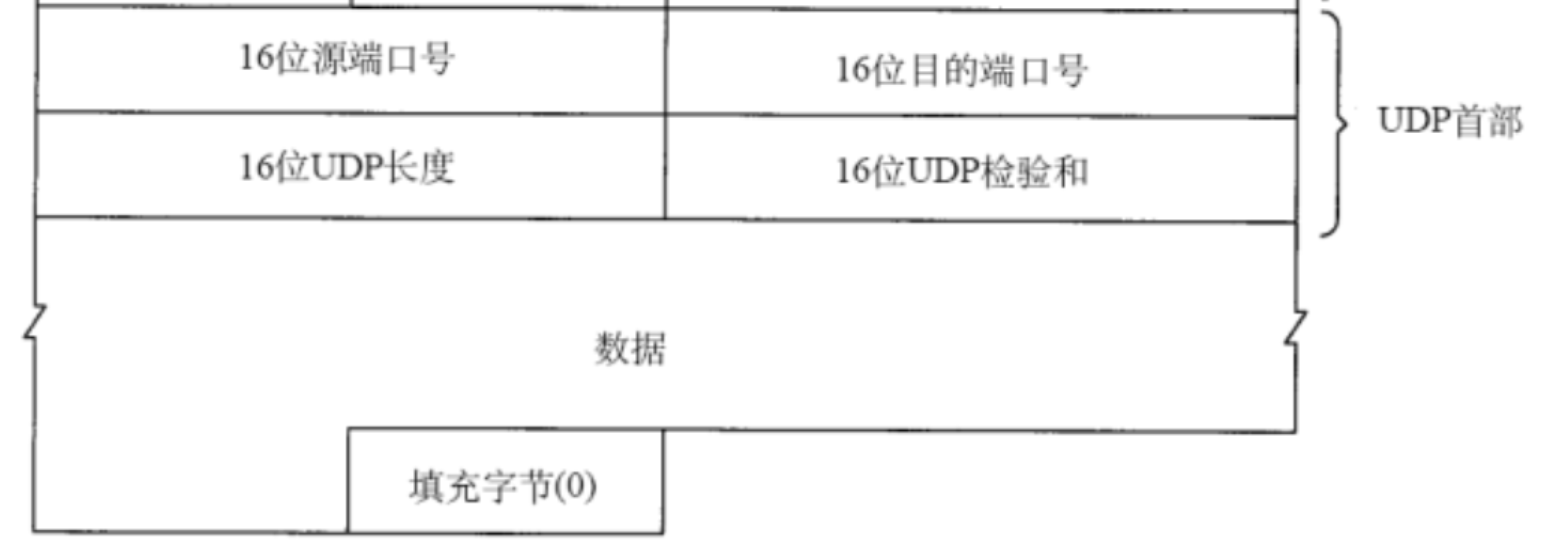 16位源端口号
16位目的端口号
UDP首部
16位UDP长度
16位UDP检验和
数据
填充字节(0)